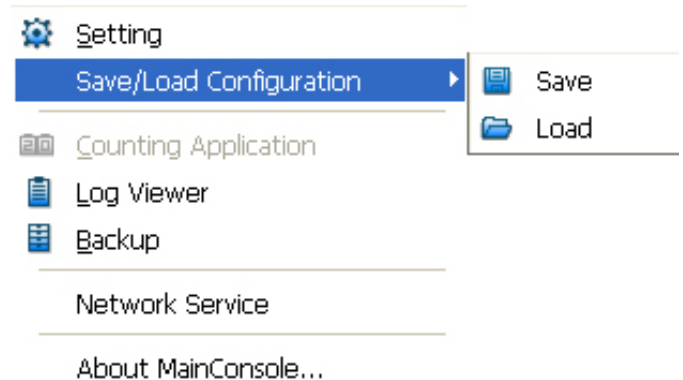 Setting
Save/Load Configuration
Save
Load
Counting Application
Log Viewer
Backup
Network Service
About MainConsole...